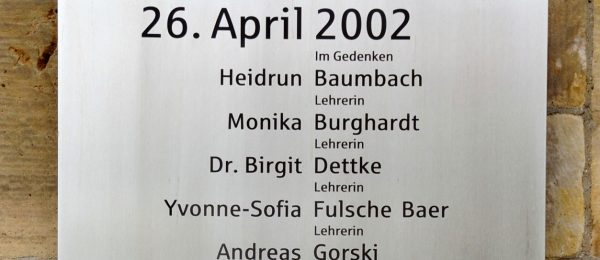 26. April 2002
Im Gedenken
Heidrun Baumbach
Lehrerin
Monika Burghardt
Lehrerin
Dr. Birgit Dettke
Lehrerin
Yvonne-Sofia Fulsche Baer
Lehrerin
Andreas Gorski